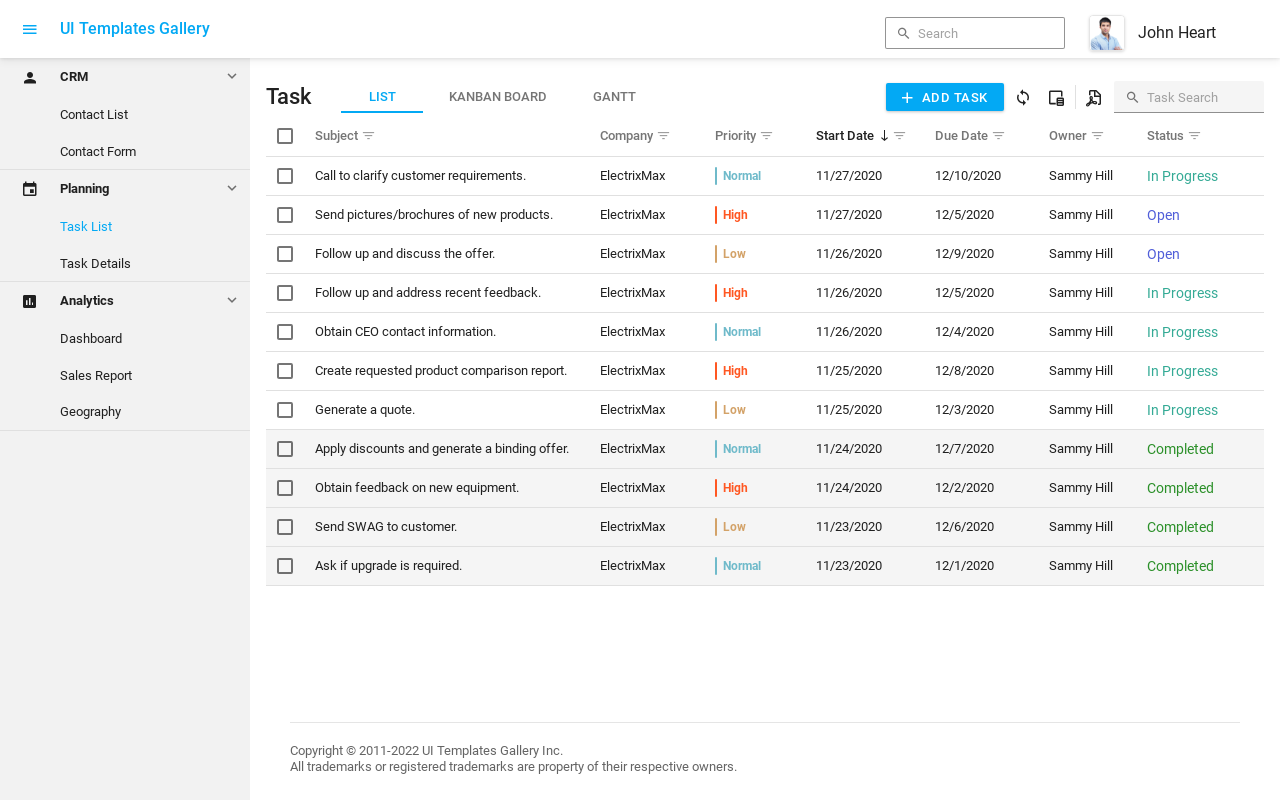 UI Templates Gallery
Search
John Heart
CRM
Contact List
Contact Form
Planning
Task List
Task Details
Analytics
Dashboard
Sales Report
Geography
Task
LIST
KANBAN BOARD
GANTT
ADD TASK
Task Search
Subject Company Priority Start Date Due Date Owner Status
Call to clarify customer requirements. ElectrixMax Normal 11/27/2020 12/10/2020 Sammy Hill In Progress
Send pictures/brochures of new products. ElectrixMax High 11/27/2020 12/5/2020 Sammy Hill Open
Follow up and discuss the offer. ElectrixMax Low 11/26/2020 12/9/2020 Sammy Hill Open
Follow up and address recent feedback. ElectrixMax High 11/26/2020 12/5/2020 Sammy Hill In Progress
Obtain CEO contact information. ElectrixMax Normal 11/26/2020 12/4/2020 Sammy Hill In Progress
Create requested product comparison report. ElectrixMax High 11/25/2020 12/8/2020 Sammy Hill In Progress
Generate a quote. ElectrixMax Low 11/25/2020 12/3/2020 Sammy Hill In Progress
Apply discounts and generate a binding offer. ElectrixMax Normal 11/24/2020 12/7/2020 Sammy Hill Completed
Obtain feedback on new equipment. ElectrixMax High 11/24/2020 12/2/2020 Sammy Hill Completed
Send SWAG to customer. ElectrixMax Low 11/23/2020 12/6/2020 Sammy Hill Completed
Ask if upgrade is required. ElectrixMax Normal 11/23/2020 12/1/2020 Sammy Hill Completed
Copyright © 2011-2022 UI Templates Gallery Inc.
All trademarks or registered trademarks are property of their respective owners.